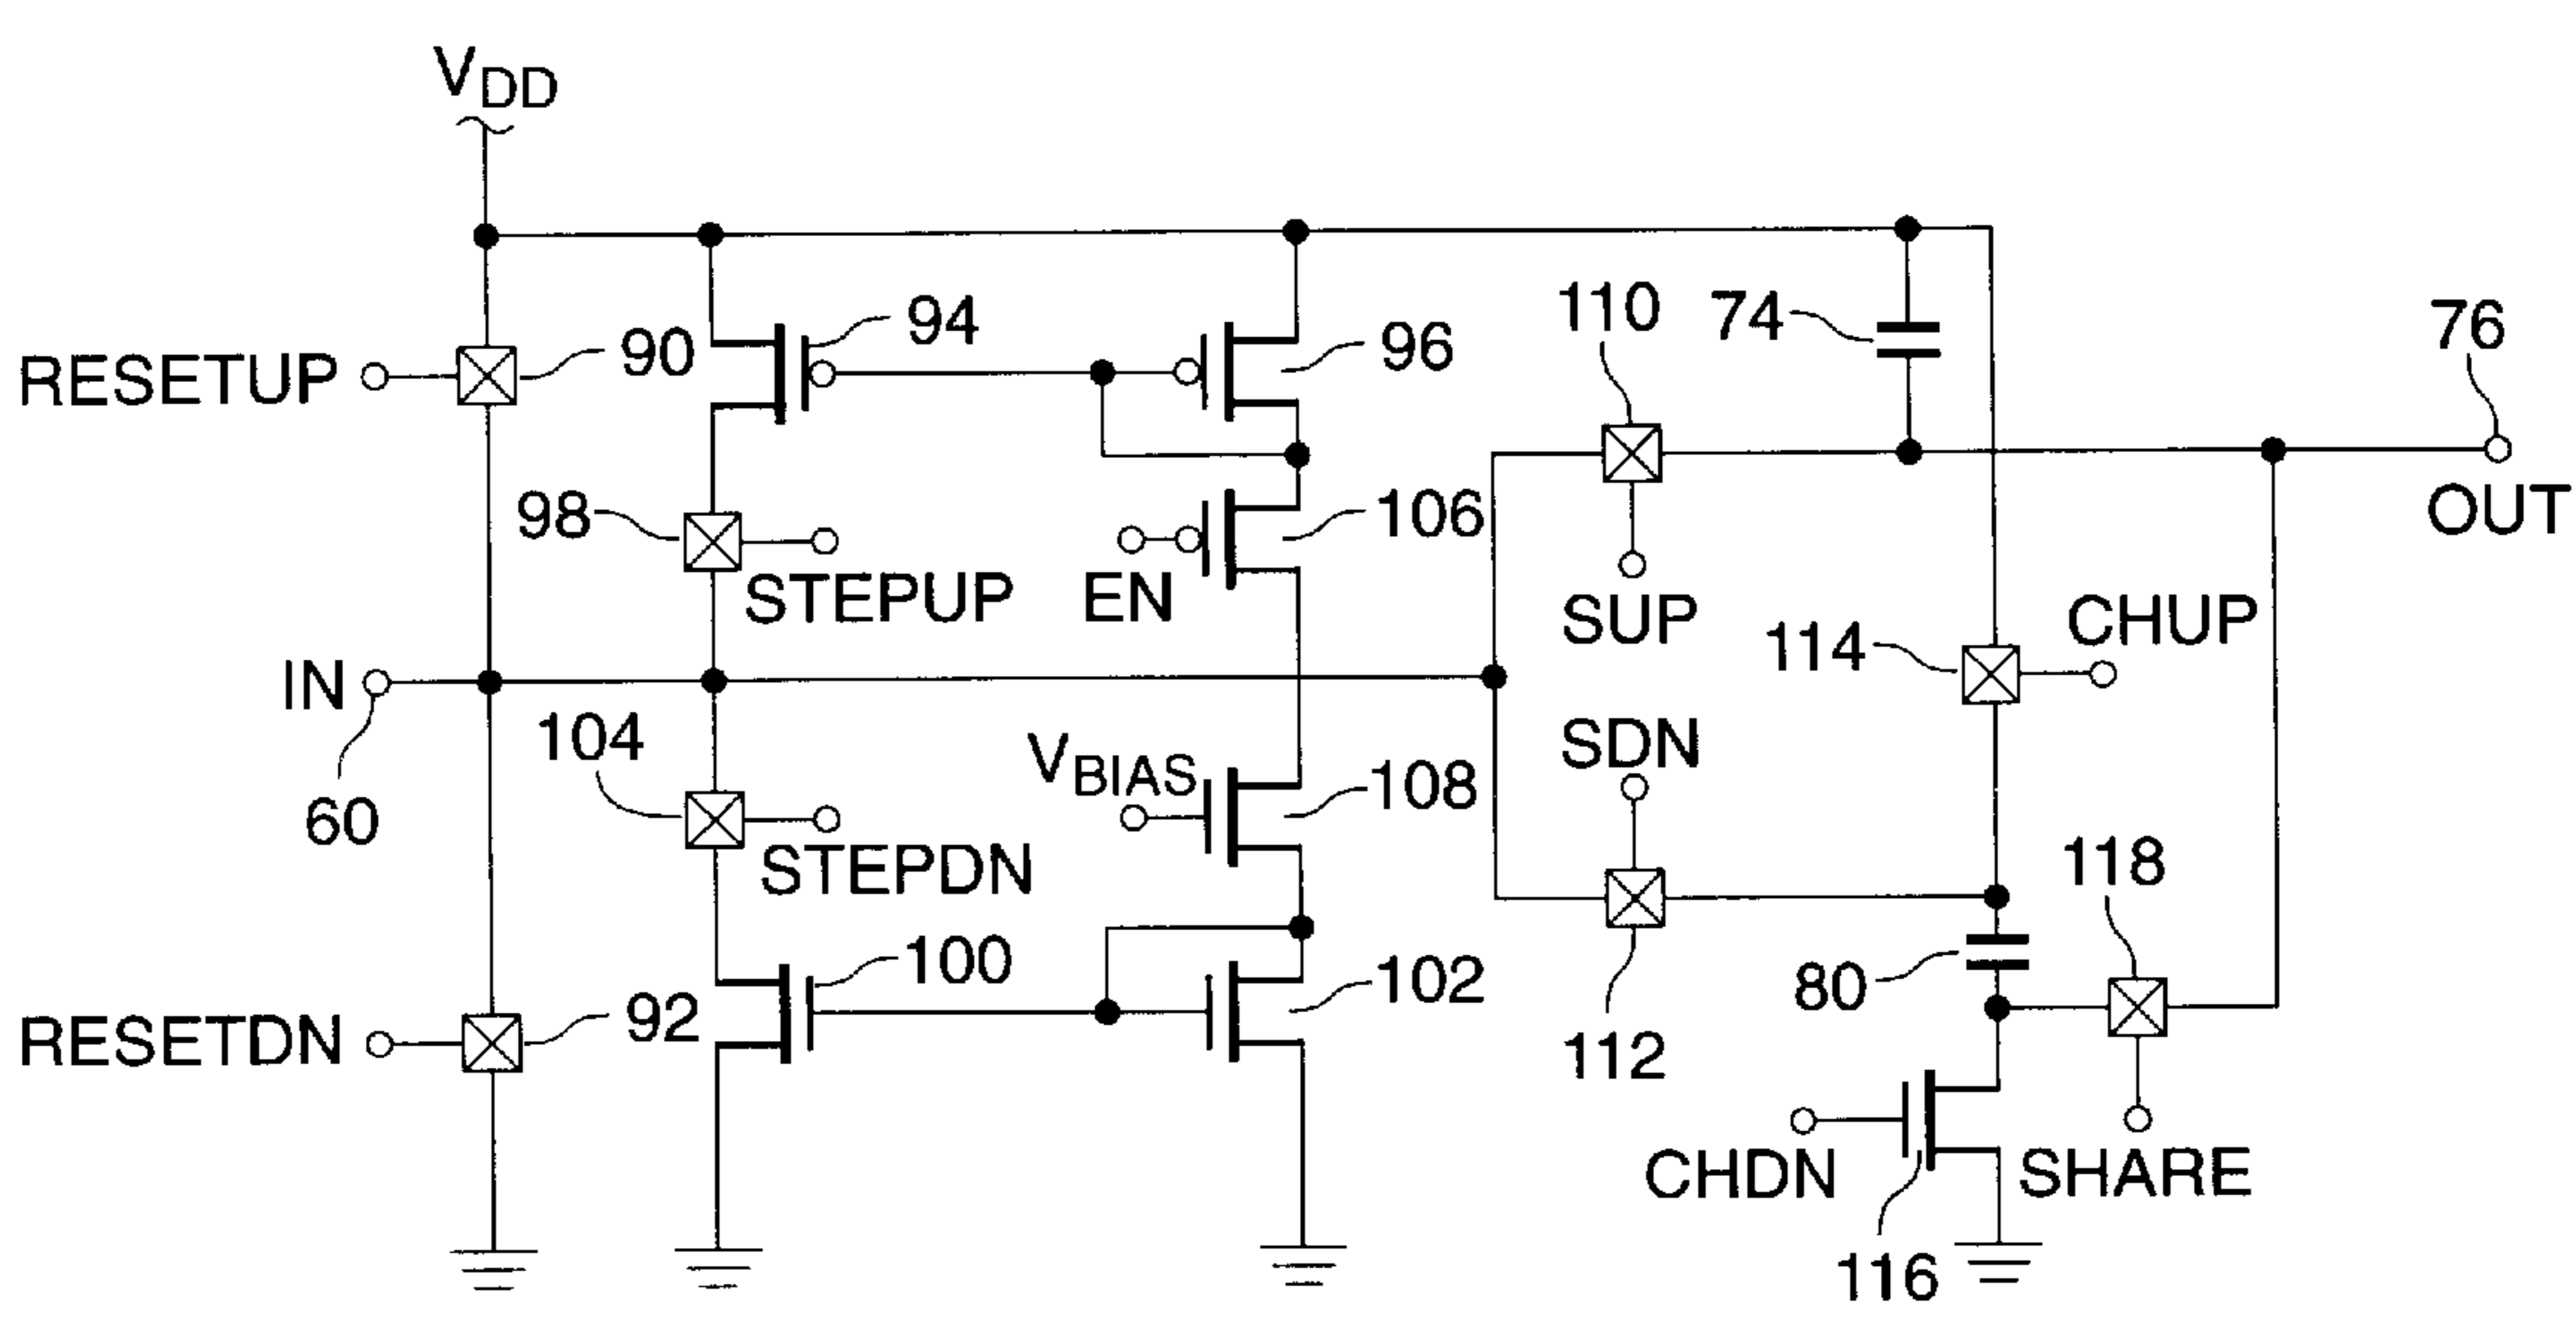 VDD
RESETUP
90
94
96
110
74
76
OUT
98
STEPUP
EN
106
SUP
114
CHUP
IN
60
104
STEPDN
VBIAS
108
SDN
118
RESETDN
92
100
102
112
80
CHDN
SHARE
116